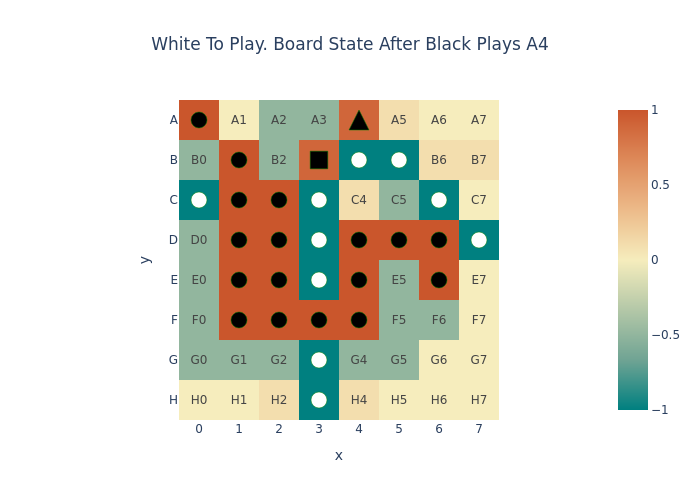 White To Play. Board State After Black Plays A4
A A1 A2 A3 A5 A6 A7
B B0 B2 B6 B7
C C4 C5 C7
D D0
E E0 E5 E7
F F0 F5 F6 F7
G G0 G1 G2 G4 G5 G6 G7
H H0 H1 H2 H4 H5 H6 H7
0 1 2 3 4 5 6 7
x
y
1
0.5
0
−0.5
−1